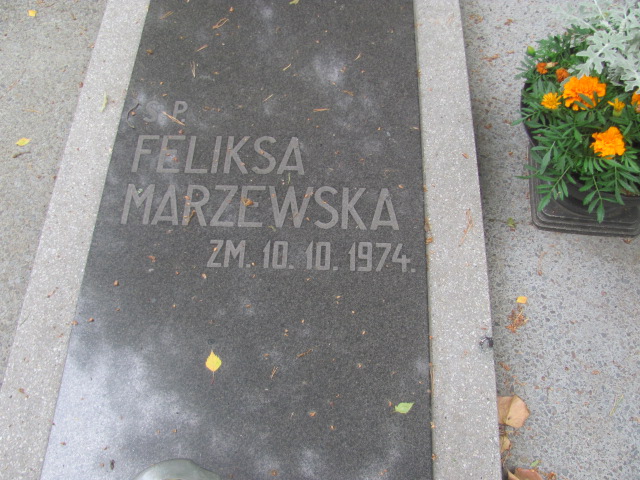 Ś.P.
FELIKSA
MARZEWSKA
ZM. 10.10.1974.